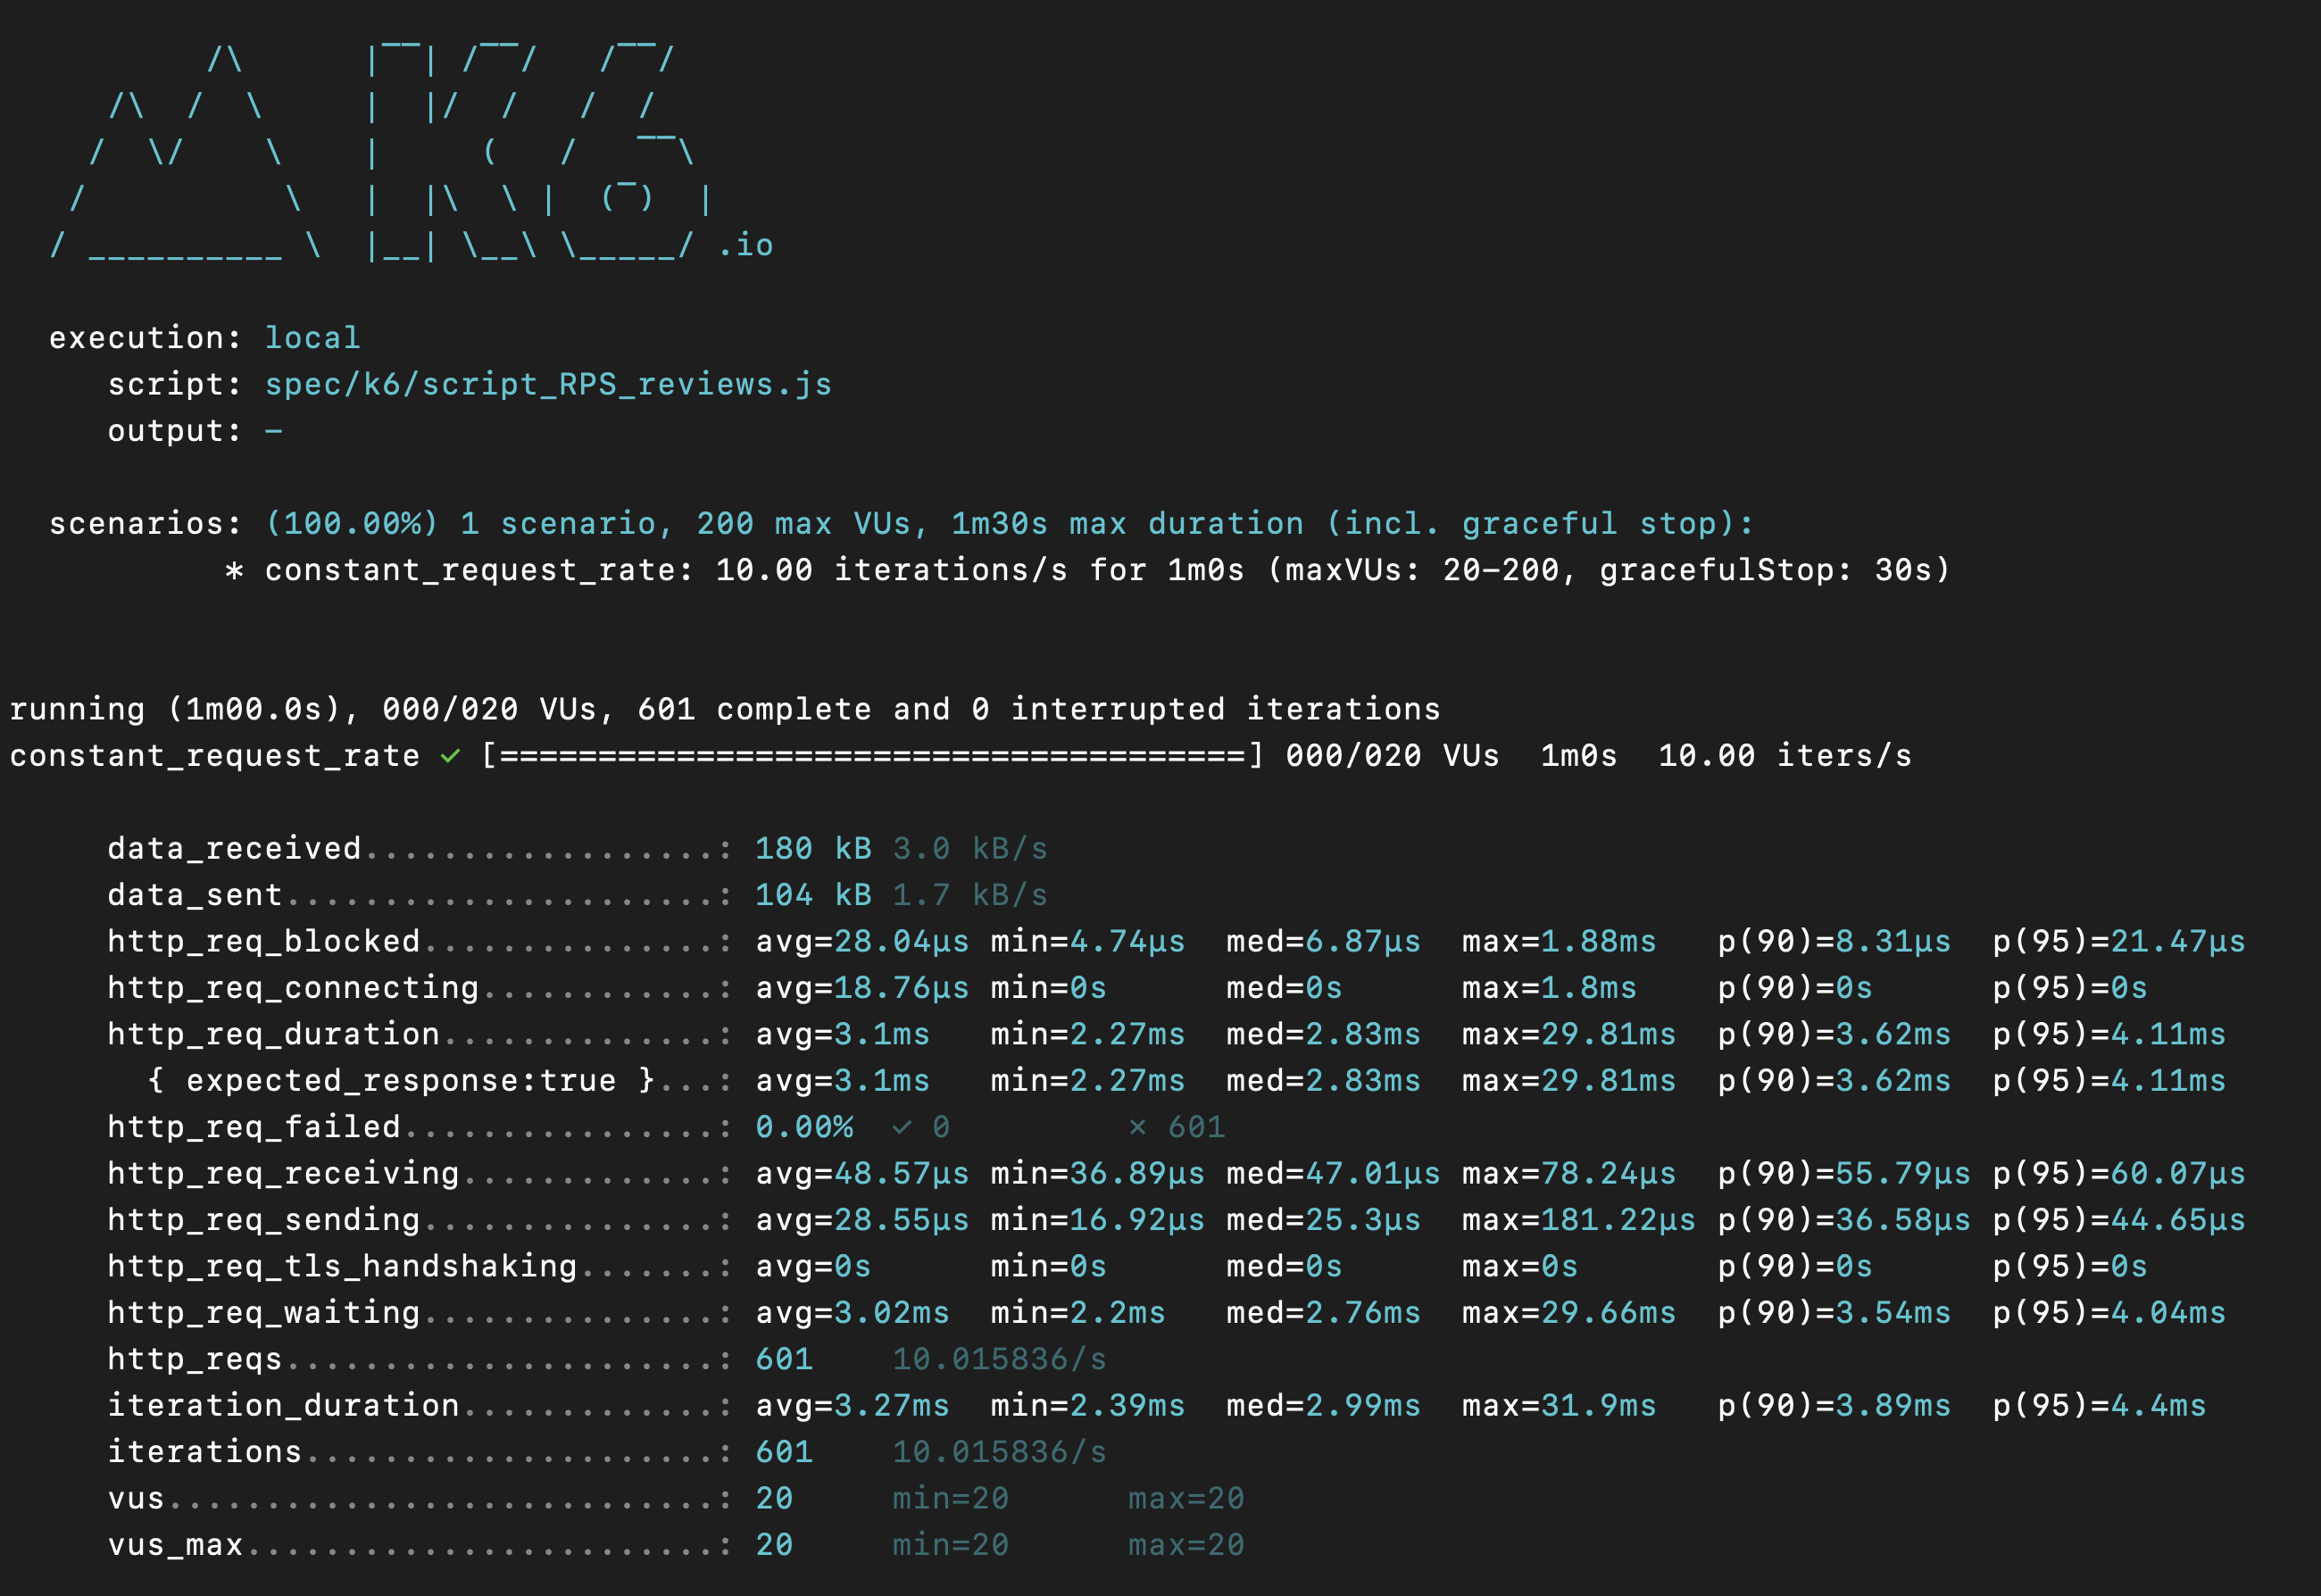 /\      |‾‾| /‾‾/   /‾‾/
     /\  /  \     |  |/  /   /  /
    /  \/    \    |     (   /   ‾‾\
   /          \   |  |\  \ |  (‾)  |
  / __________ \  |__| \__\ \_____/ .io

  execution: local
     script: spec/k6/script_RPS_reviews.js
     output: -

  scenarios: (100.00%) 1 scenario, 200 max VUs, 1m30s max duration (incl. graceful stop):
           * constant_request_rate: 10.00 iterations/s for 1m0s (maxVUs: 20-200, gracefulStop: 30s)

running (1m00.0s), 000/020 VUs, 601 complete and 0 interrupted iterations
constant_request_rate ✓ [======================================] 000/020 VUs  1m0s  10.00 iters/s

     data_received..................: 180 kB 3.0 kB/s
     data_sent......................: 104 kB 1.7 kB/s
     http_req_blocked...............: avg=28.04µs min=4.74µs  med=6.87µs  max=1.88ms   p(90)=8.31µs  p(95)=21.47µs
     http_req_connecting............: avg=18.76µs min=0s      med=0s      max=1.8ms    p(90)=0s      p(95)=0s
     http_req_duration..............: avg=3.1ms   min=2.27ms  med=2.83ms  max=29.81ms  p(90)=3.62ms  p(95)=4.11ms
       { expected_response:true }...: avg=3.1ms   min=2.27ms  med=2.83ms  max=29.81ms  p(90)=3.62ms  p(95)=4.11ms
     http_req_failed................: 0.00%  ✓ 0         ✗ 601
     http_req_receiving.............: avg=48.57µs min=36.89µs med=47.01µs max=78.24µs  p(90)=55.79µs p(95)=60.07µs
     http_req_sending...............: avg=28.55µs min=16.92µs med=25.3µs  max=181.22µs p(90)=36.58µs p(95)=44.65µs
     http_req_tls_handshaking.......: avg=0s      min=0s      med=0s      max=0s       p(90)=0s      p(95)=0s
     http_req_waiting...............: avg=3.02ms  min=2.2ms   med=2.76ms  max=29.66ms  p(90)=3.54ms  p(95)=4.04ms
     http_reqs......................: 601    10.015836/s
     iteration_duration.............: avg=3.27ms  min=2.39ms  med=2.99ms  max=31.9ms   p(90)=3.89ms  p(95)=4.4ms
     iterations.....................: 601    10.015836/s
     vus............................: 20     min=20      max=20
     vus_max........................: 20     min=20      max=20